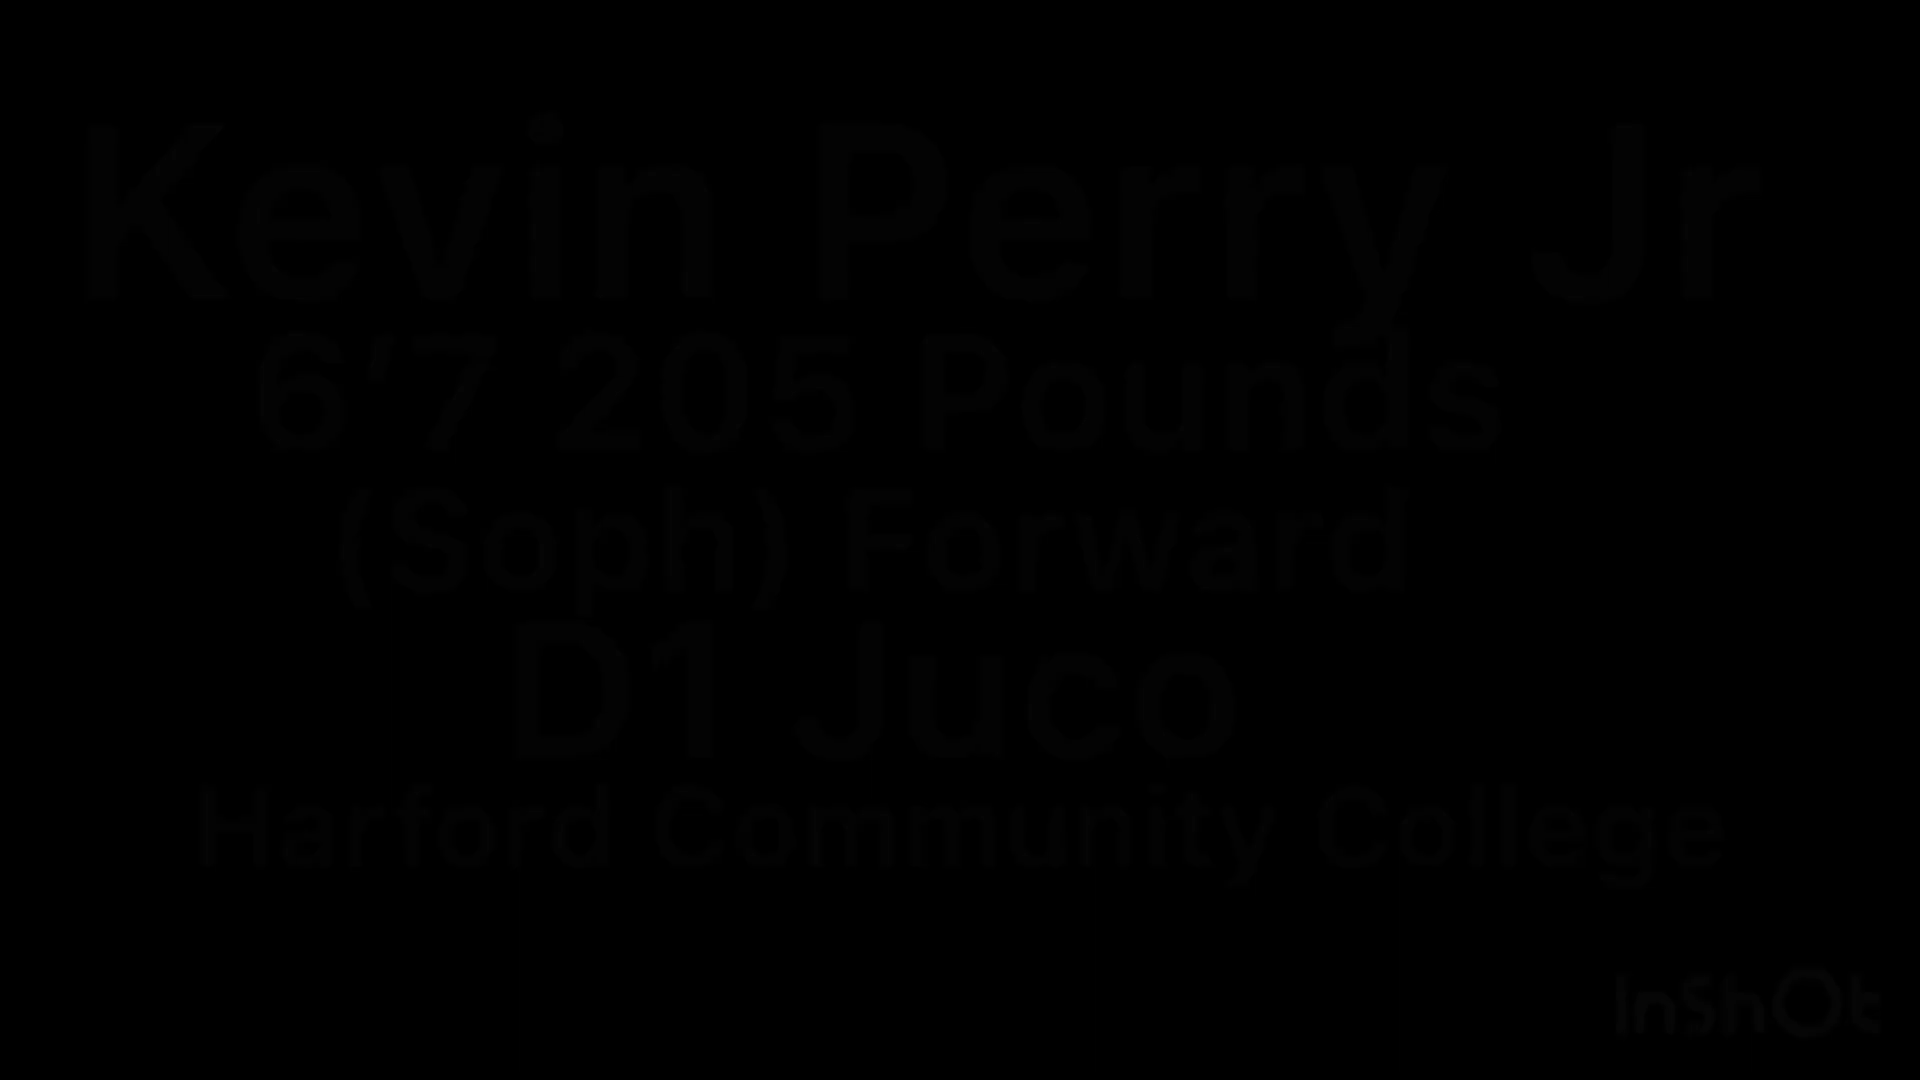 Kevin Perry Jr
6'7 205 Pounds
(Soph) Forward
D1 Juco
Harford Community College
InShOt